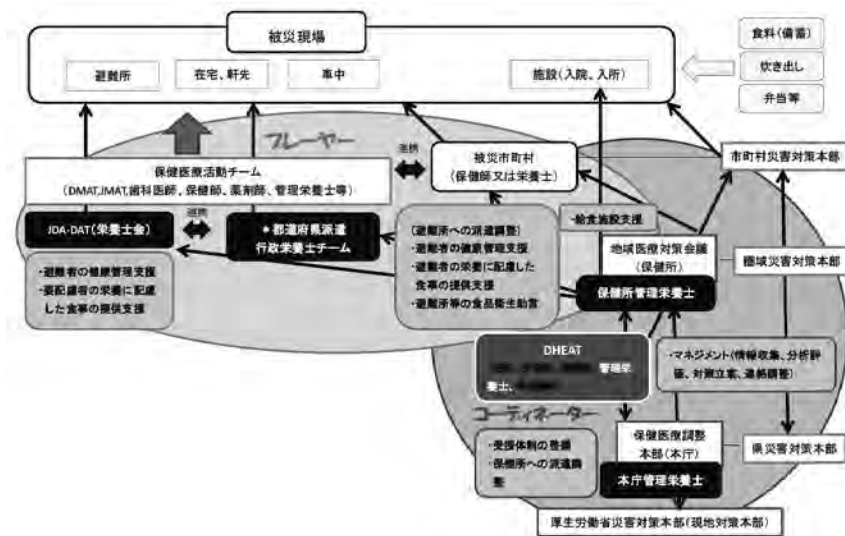 被災現場
避難所
在宅、軒先
車中
施設(入院、入所)
食料(備蓄)
炊き出し
弁当等
プレーヤー
保健医療活動チーム
(DMAT,JMAT,歯科医師、保健師、薬剤師、管理栄養士等)
連携
被災市町村
(保健師又は栄養士)
市町村災害対策本部
JDA-DAT(栄養士会)
連携
*都道府県派遣
行政栄養士チーム
・避難者の健康管理支援
・要配慮者の栄養に配慮
した食事の提供支援
(避難所への派遣調整)
・避難者の健康管理支援
・避難者の栄養に配慮した
食事の提供支援
・避難所等の食品衛生助言
・給食施設支援
地域医療対策会議
(保健所)
保健所管理栄養士
圏域災害対策本部
DHEAT
管理栄
養士、
・マネジメント(情報収集、分析評
価、対策立案、連絡調整)
コーディネーター
・受援体制の整備
・保健所への派遣調
整
保健医療調整
本部(本庁)
本庁管理栄養士
県災害対策本部
厚生労働省災害対策本部(現地対策本部)